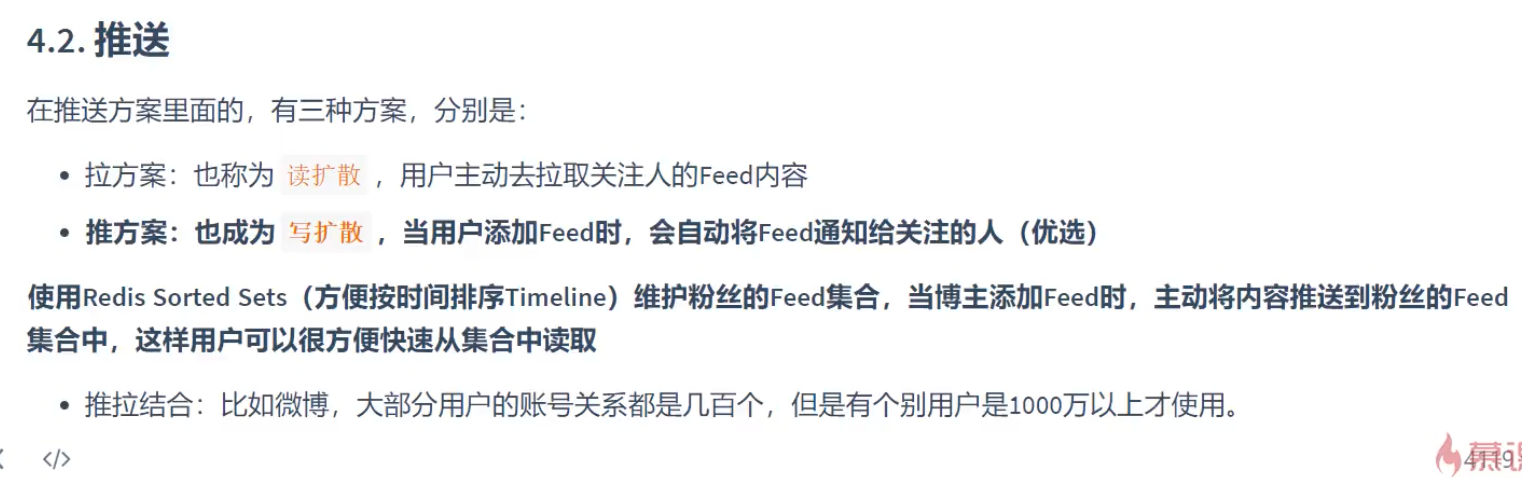 4.2. 推送
在推送方案里面的，有三种方案，分别是：
• 拉方案：也称为 读扩散 ，用户主动去拉取关注人的Feed内容
• 推方案：也成为 写扩散 ，当用户添加Feed时，会自动将Feed通知给关注的人（优选）
使用Redis Sorted Sets（方便按时间排序Timeline）维护粉丝的Feed集合，当博主添加Feed时，主动将内容推送到粉丝的Feed
集合中，这样用户可以很方便快速从集合中读取
• 推拉结合：比如微博，大部分用户的账号关系都是几百个，但是有个别用户是1000万以上才使用。
</> 4119